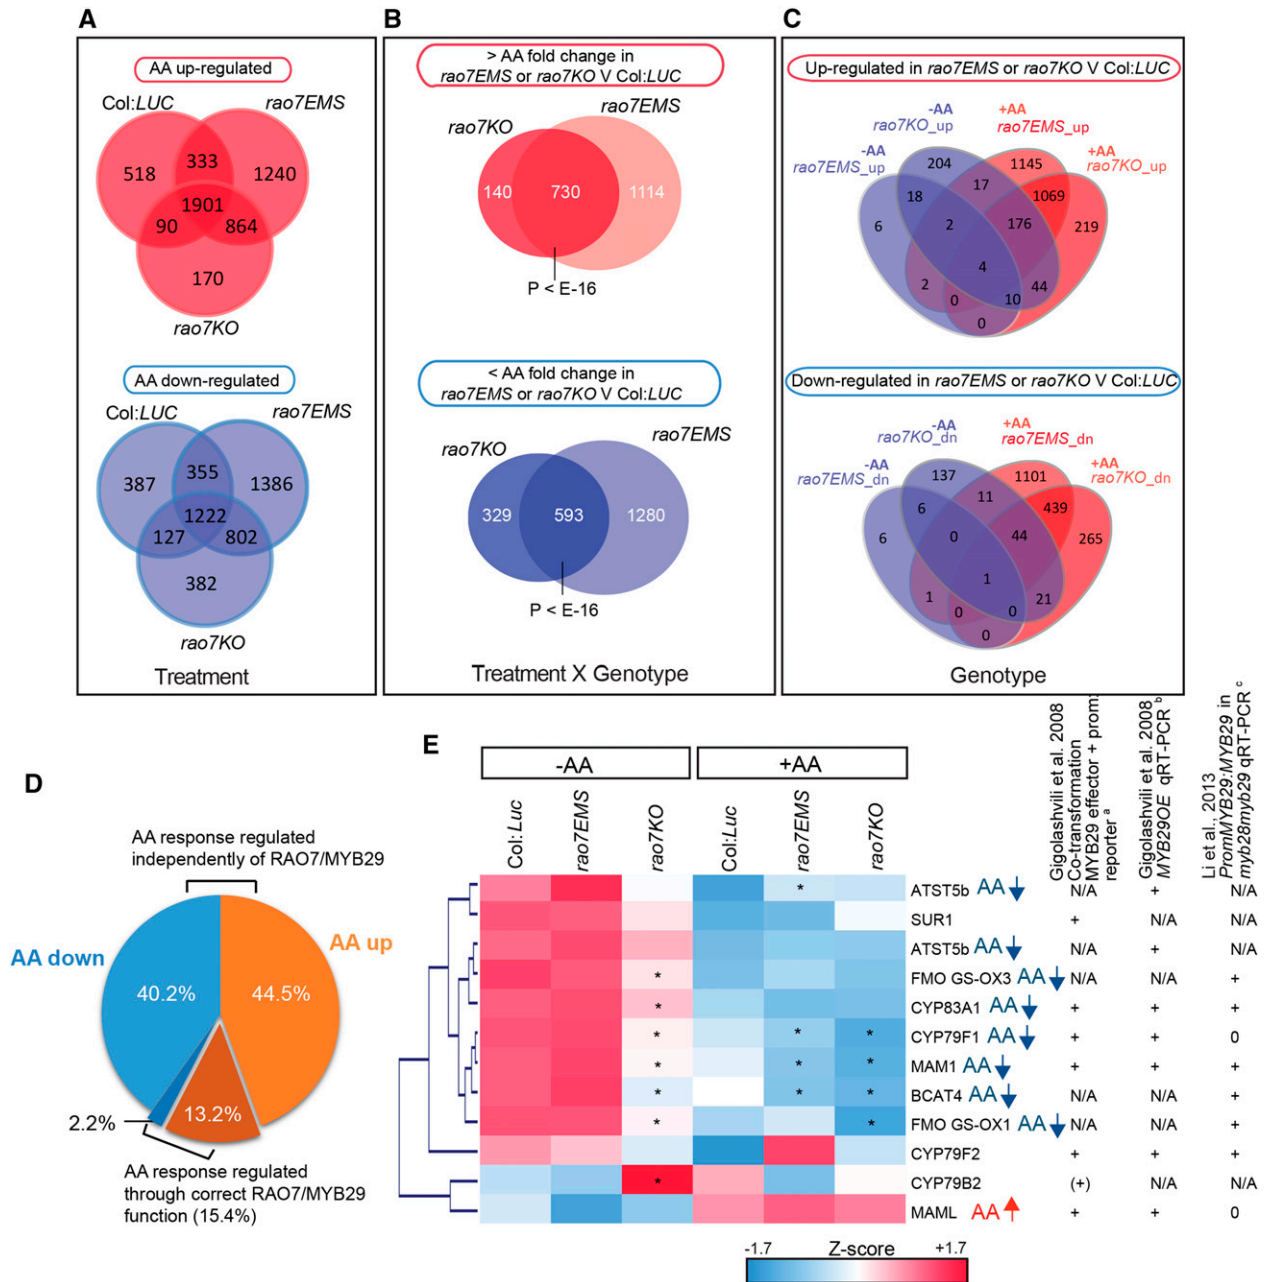 A
AA up-regulated
Col:LUC
rao7EMS
518
333
1240
1901
90
864
170
rao7KO
AA down-regulated
Col:LUC
rao7EMS
387
355
1386
1222
127
802
382
rao7KO
Treatment
B
> AA fold change in
rao7EMS or rao7KO V Col:LUC
rao7EMS
rao7KO
140
730
1114
P < E-16
< AA fold change in
rao7EMS or rao7KO V Col:LUC
rao7EMS
rao7KO
329
593
1280
P < E-16
Treatment X Genotype
C
Up-regulated in rao7EMS or rao7KO V Col:LUC
-AA
rao7KO_up
+AA
rao7EMS_up
-AA
rao7EMS_up
+AA
rao7KO_up
204
1145
18
17
1069
6
2
176
219
4
2
0
10
44
0
Down-regulated in rao7EMS or rao7KO V Col:LUC
-AA
rao7KO_dn
+AA
rao7EMS_dn
-AA
rao7EMS_dn
+AA
rao7KO_dn
137
1101
6
11
439
6
0
44
265
1
1
0
0
21
0
Genotype
D
AA response regulated
independently of RAO7/MYB29
AA down
AA up
40.2%
44.5%
2.2%
13.2%
AA response regulated
through correct RAO7/MYB29
function (15.4%)
E
-AA
+AA
Col:Luc
rao7EMS
rao7KO
Col:Luc
rao7EMS
rao7KO
Gigolashvili et al. 2008
Co-transformation
MYB29 effector + prom:
reporter a
Gigolashvili et al. 2008
MYB29OE qRT-PCR b
Li et al., 2013
PromMYB29:MYB29 in
myb28myb29 qRT-PCR c
* ATST5b AA ↓ N/A + N/A
SUR1 + N/A N/A
ATST5b AA ↓ N/A + N/A
* FMO GS-OX3 AA ↓ N/A N/A +
* CYP83A1 AA ↓ + + +
* * * CYP79F1 AA ↓ + + 0
* * * MAM1 AA ↓ + + +
* * * BCAT4 AA ↓ N/A N/A +
* * FMO GS-OX1 AA ↓ N/A N/A +
CYP79F2 + + +
* CYP79B2 (+) N/A N/A
MAML AA ↑ + + 0
-1.7 Z-score +1.7